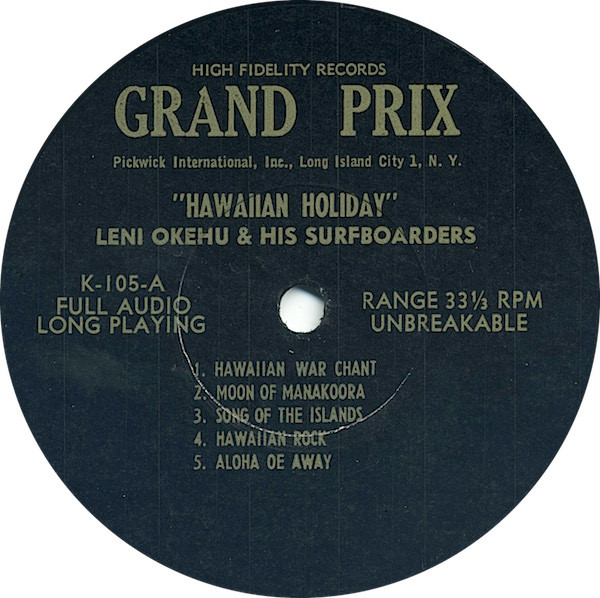 HIGH FIDELITY RECORDS
GRAND PRIX
Pickwick International, Inc., Long Island City 1, N. Y.
"HAWAIIAN HOLIDAY"
LENI OKEHU & HIS SURFBOARDERS
K-105-A
FULL AUDIO
LONG PLAYING
RANGE 33⅓ RPM
UNBREAKABLE
1. HAWAIIAN WAR CHANT
2. MOON OF MANAKOORA
3. SONG OF THE ISLANDS
4. HAWAIIAN ROCK
5. ALOHA OE AWAY